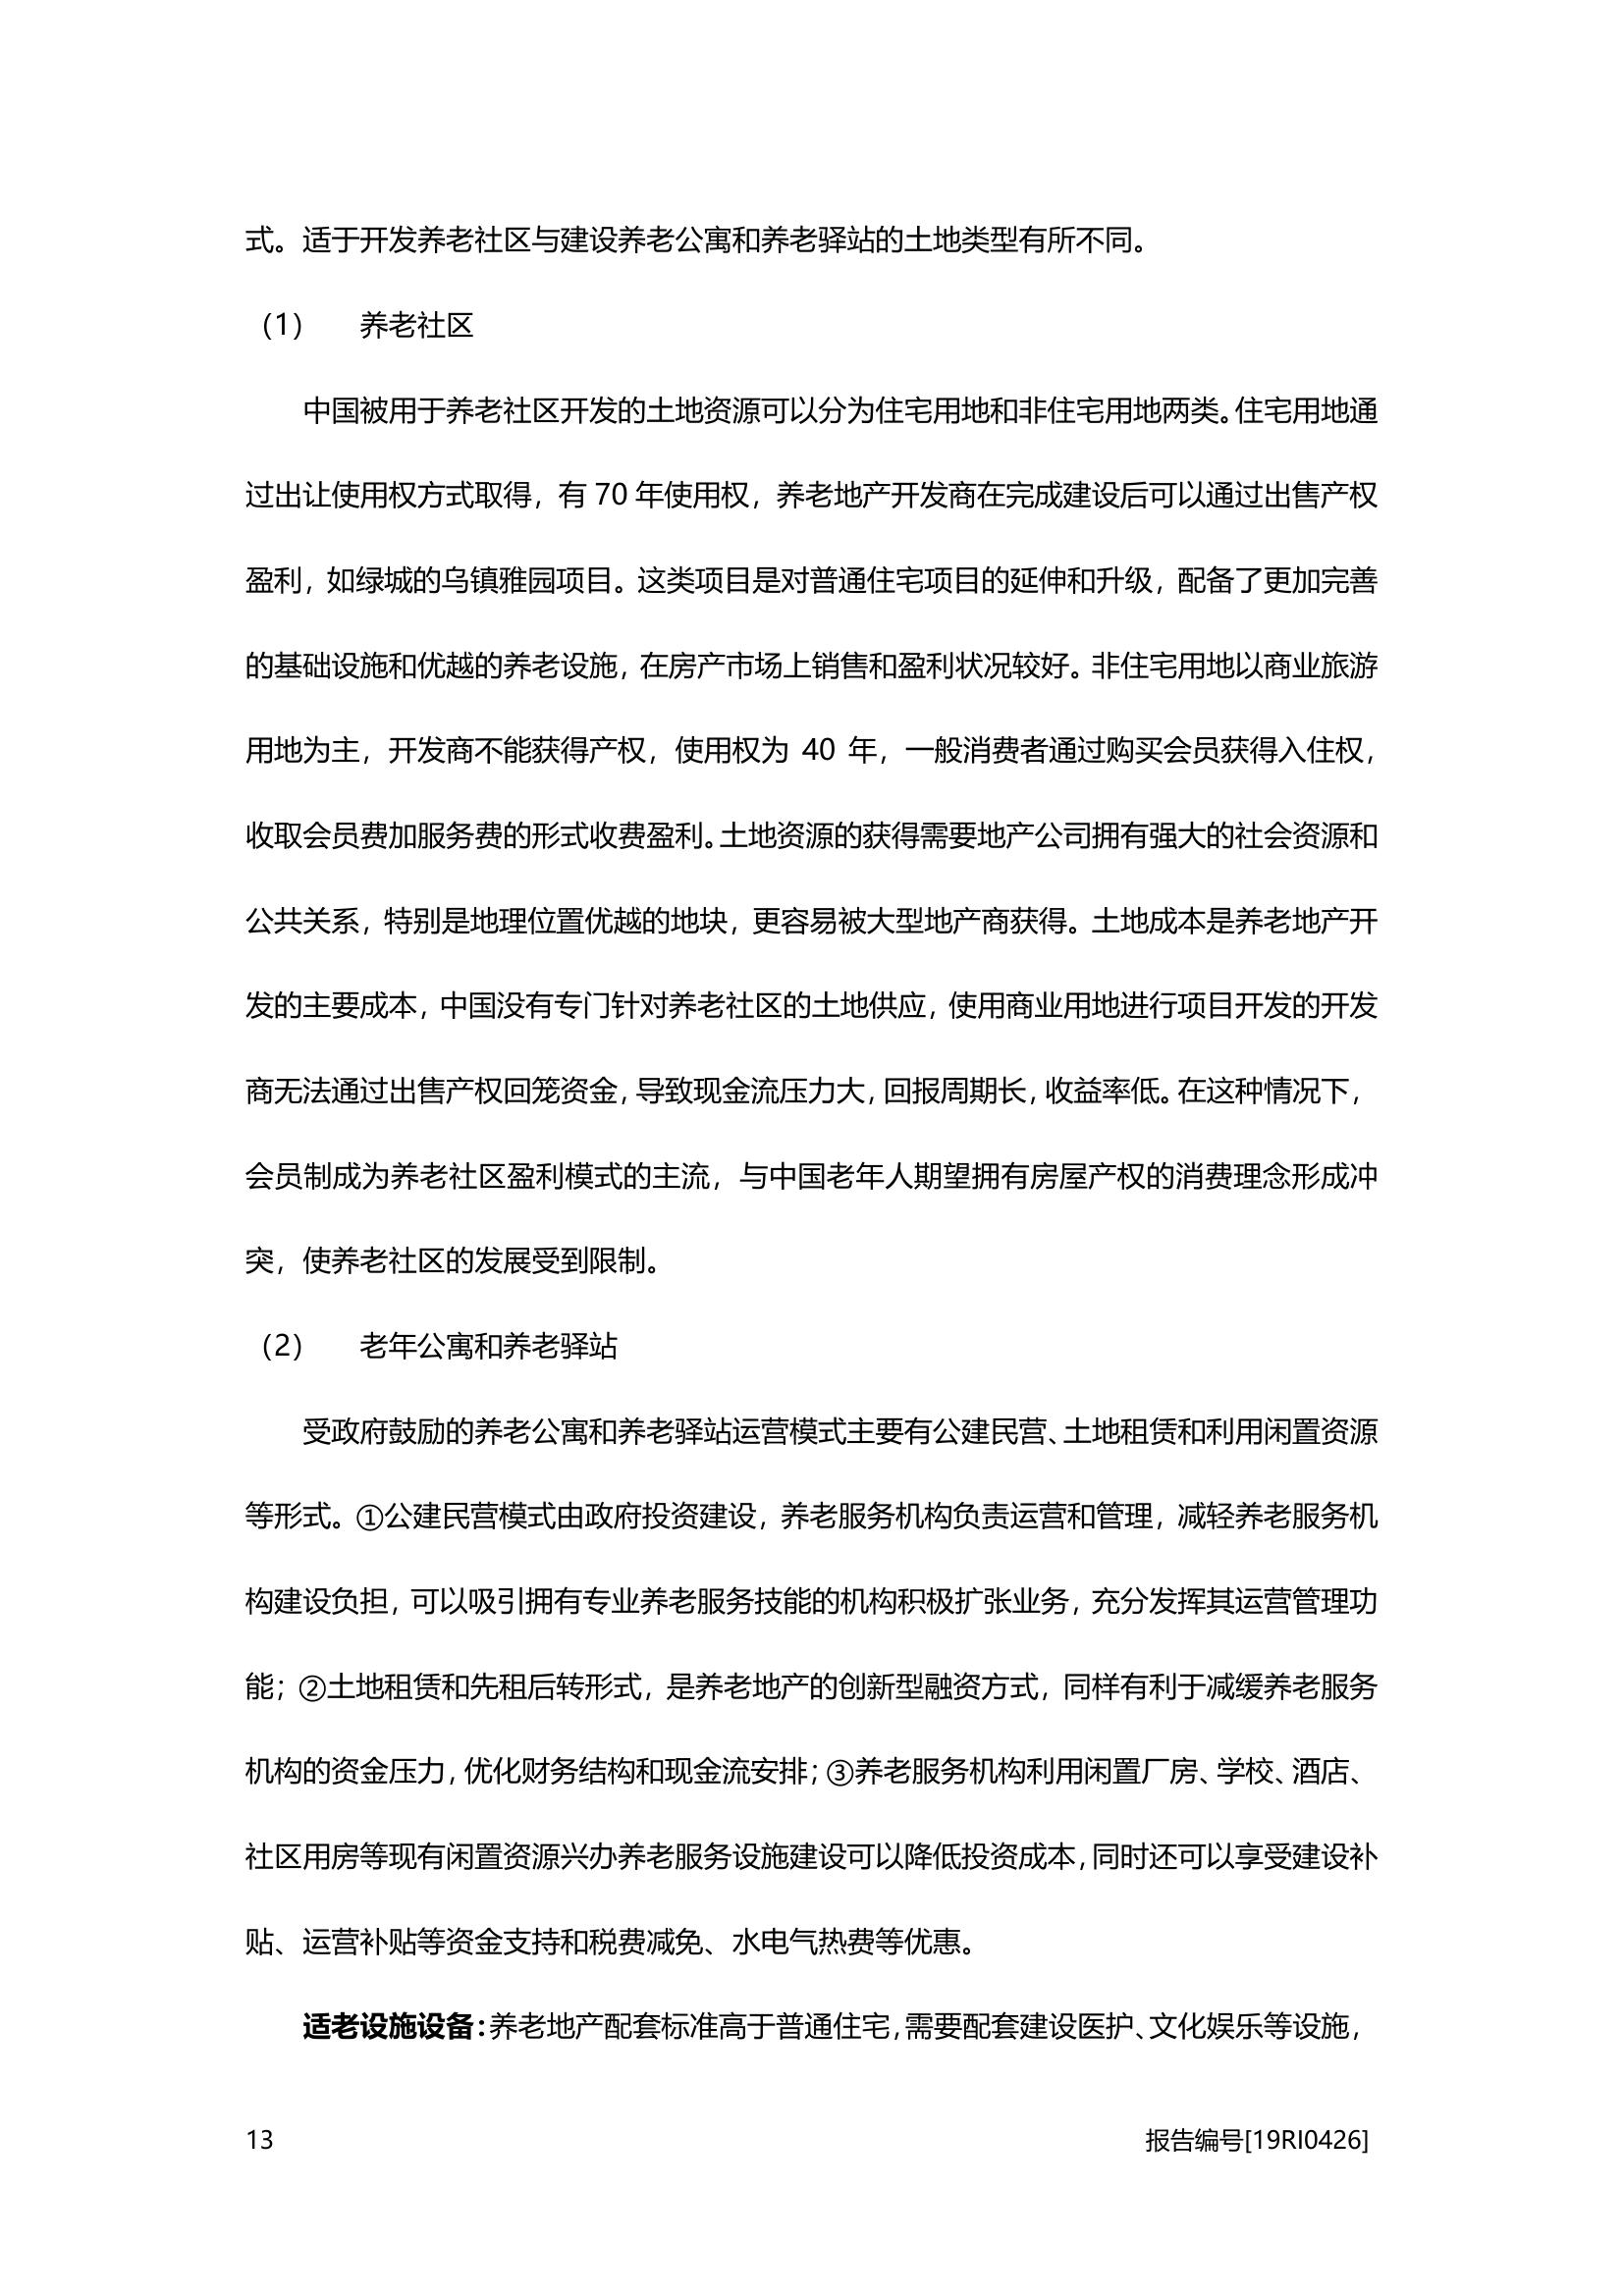 式。适于开发养老社区与建设养老公寓和养老驿站的土地类型有所不同。
（1） 养老社区
中国被用于养老社区开发的土地资源可以分为住宅用地和非住宅用地两类。住宅用地通
过出让使用权方式取得，有 70 年使用权，养老地产开发商在完成建设后可以通过出售产权
盈利，如绿城的乌镇雅园项目。这类项目是对普通住宅项目的延伸和升级，配备了更加完善
的基础设施和优越的养老设施，在房产市场上销售和盈利状况较好。非住宅用地以商业旅游
用地为主，开发商不能获得产权，使用权为 40 年，一般消费者通过购买会员获得入住权，
收取会员费加服务费的形式收费盈利。土地资源的获得需要地产公司拥有强大的社会资源和
公共关系，特别是地理位置优越的地块，更容易被大型地产商获得。土地成本是养老地产开
发的主要成本，中国没有专门针对养老社区的土地供应，使用商业用地进行项目开发的开发
商无法通过出售产权回笼资金，导致现金流压力大，回报周期长，收益率低。在这种情况下，
会员制成为养老社区盈利模式的主流，与中国老年人期望拥有房屋产权的消费理念形成冲
突，使养老社区的发展受到限制。
（2） 老年公寓和养老驿站
受政府鼓励的养老公寓和养老驿站运营模式主要有公建民营、土地租赁和利用闲置资源
等形式。①公建民营模式由政府投资建设，养老服务机构负责运营和管理，减轻养老服务机
构建设负担，可以吸引拥有专业养老服务技能的机构积极扩张业务，充分发挥其运营管理功
能；②土地租赁和先租后转形式，是养老地产的创新型融资方式，同样有利于减缓养老服务
机构的资金压力，优化财务结构和现金流安排；③养老服务机构利用闲置厂房、学校、酒店、
社区用房等现有闲置资源兴办养老服务设施建设可以降低投资成本，同时还可以享受建设补
贴、运营补贴等资金支持和税费减免、水电气热费等优惠。
适老设施设备：养老地产配套标准高于普通住宅，需要配套建设医护、文化娱乐等设施，
13 报告编号[19RI0426]